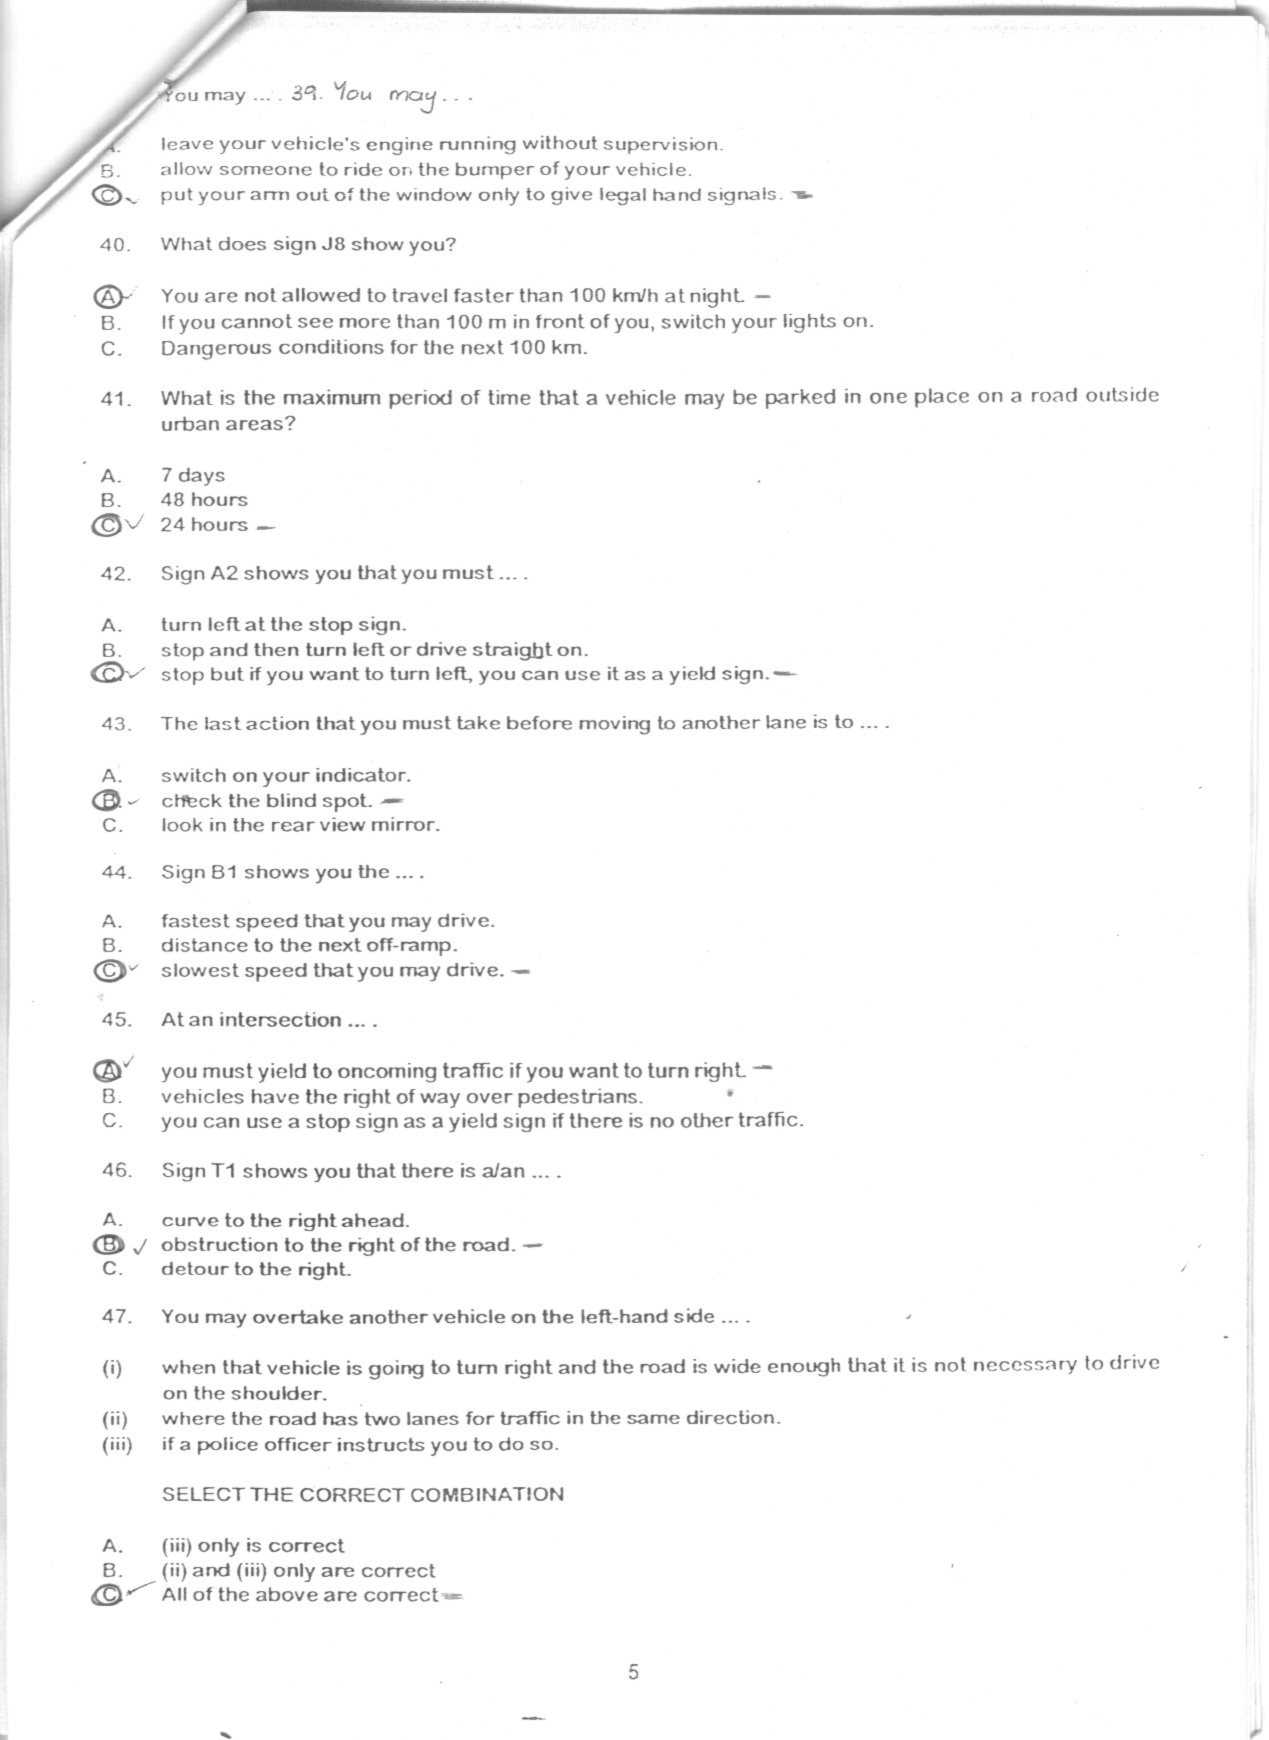 You may ... . 39. You may...
A. leave your vehicle's engine running without supervision.
B. allow someone to ride on the bumper of your vehicle.
C. put your arm out of the window only to give legal hand signals.
40. What does sign J8 show you?
A. You are not allowed to travel faster than 100 km/h at night.
B. If you cannot see more than 100 m in front of you, switch your lights on.
C. Dangerous conditions for the next 100 km.
41. What is the maximum period of time that a vehicle may be parked in one place on a road outside
urban areas?
A. 7 days
B. 48 hours
C 24 hours
42. Sign A2 shows you that you must ... .
A. turn left at the stop sign.
B. stop and then turn left or drive straight on.
C. stop but if you want to turn left, you can use it as a yield sign.
43. The last action that you must take before moving to another lane is to ... .
A. switch on your indicator.
B. check the blind spot.
C. look in the rear view mirror.
44. Sign B1 shows you the ... .
A. fastest speed that you may drive.
B. distance to the next off-ramp.
C slowest speed that you may drive.
45. At an intersection ... .
A you must yield to oncoming traffic if you want to turn right.
B. vehicles have the right of way over pedestrians.
C. you can use a stop sign as a yield sign if there is no other traffic.
46. Sign T1 shows you that there is a/an ... .
A. curve to the right ahead.
B obstruction to the right of the road.
C. detour to the right.
47. You may overtake another vehicle on the left-hand side ... .
(i) when that vehicle is going to turn right and the road is wide enough that it is not necessary to drive
on the shoulder.
(ii) where the road has two lanes for traffic in the same direction.
(iii) if a police officer instructs you to do so.
SELECT THE CORRECT COMBINATION
A. (iii) only is correct
B. (ii) and (iii) only are correct
C. All of the above are correct
5